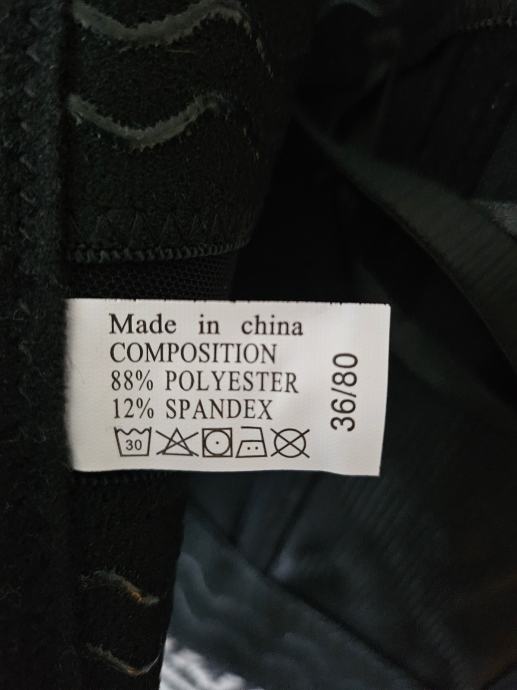 Made in china
COMPOSITION
88% POLYESTER
12% SPANDEX
30
36/80